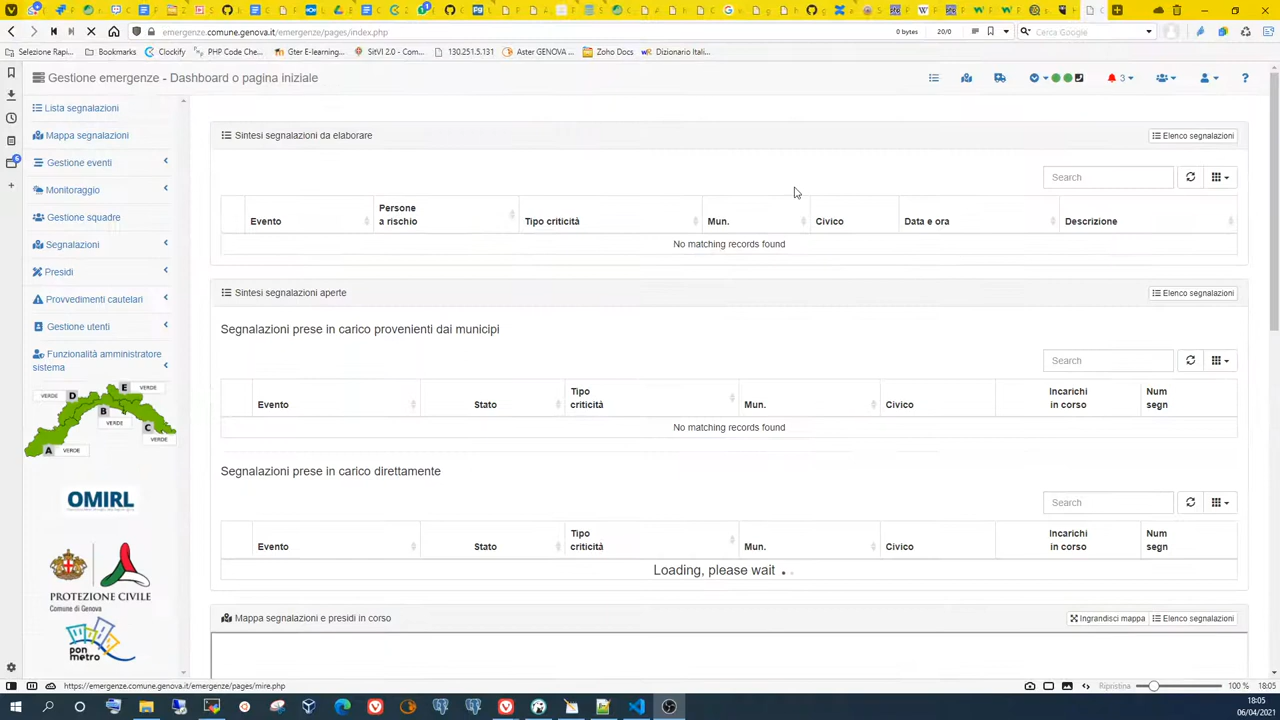 emergenze.comune.genova.it/emergenze/pages/index.php
0 bytes
20/0
Cerca Google
Selezione Rapi...
Bookmarks
Clockify
PHP Code Che...
Gter E-learning...
SitVI 2.0 - Com...
130.251.5.131
Aster GENOVA ...
Zoho Docs
Dizionario Itali...
Gestione emergenze - Dashboard o pagina iniziale
3
Lista segnalazioni
Mappa segnalazioni
Gestione eventi
Monitoraggio
Gestione squadre
Segnalazioni
Presidi
Provvedimenti cautelari
Gestione utenti
Funzionalità amministratore
sistema
VERDE D E VERDE
B
VERDE
C
VERDE
A VERDE
OMIRL
PROTEZIONE CIVILE
Comune di Genova
pon
metro
Sintesi segnalazioni da elaborare
Elenco segnalazioni
Search
Evento
Persone
a rischio
Tipo criticità
Mun.
Civico
Data e ora
Descrizione
No matching records found
Sintesi segnalazioni aperte
Elenco segnalazioni
Segnalazioni prese in carico provenienti dai municipi
Search
Evento
Stato
Tipo
criticità
Mun.
Civico
Incarichi
in corso
Num
segn
No matching records found
Segnalazioni prese in carico direttamente
Search
Evento
Stato
Tipo
criticità
Mun.
Civico
Incarichi
in corso
Num
segn
Loading, please wait
Mappa segnalazioni e presidi in corso
Ingrandisci mappa
Elenco segnalazioni
https://emergenze.comune.genova.it/emergenze/pages/mire.php
Ripristina
100 %
18:05
18:05
06/04/2021